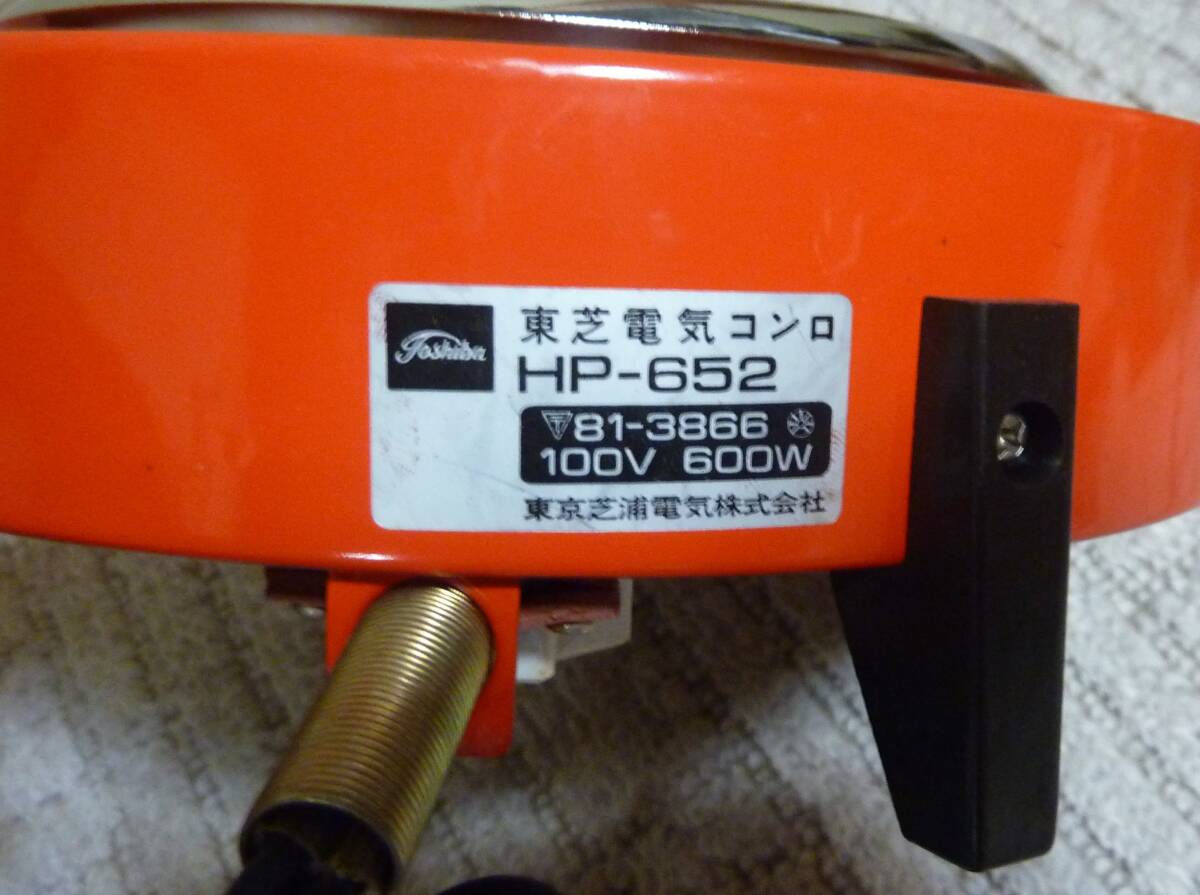 Toshiba
東芝電気コンロ
HP-652
81-3866
100V 600W
東京芝浦電気株式会社